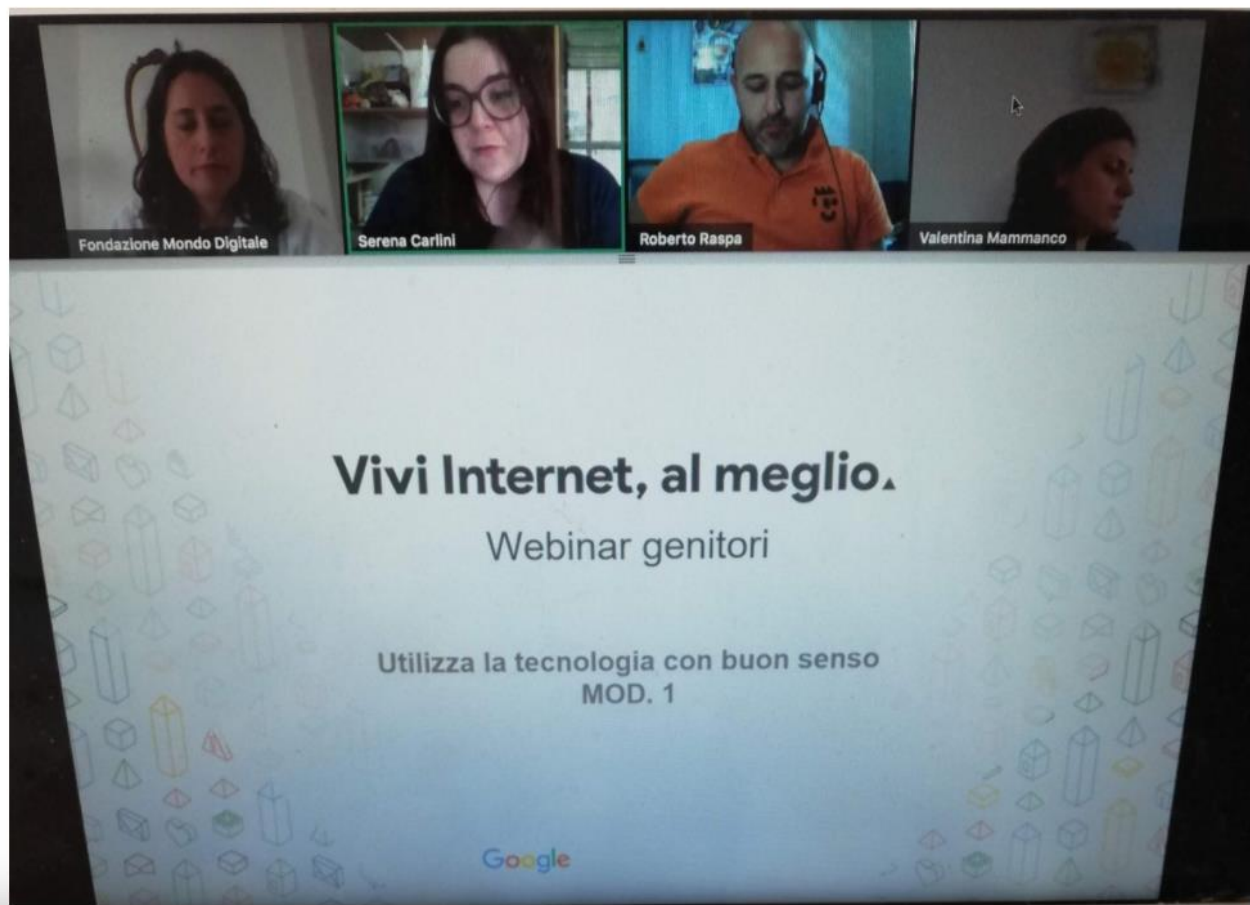 Fondazione Mondo Digitale
Serena Carlini
Roberto Raspa
Valentina Mammanco
Vivi Internet, al meglio.
Webinar genitori
Utilizza la tecnologia con buon senso
MOD. 1
Google